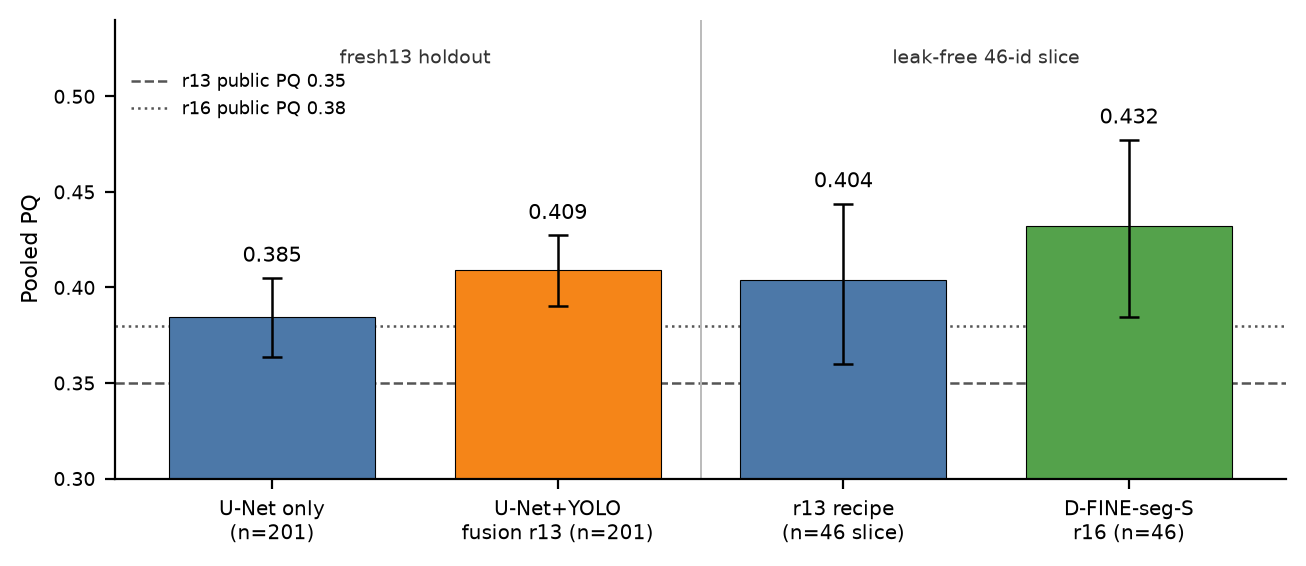 fresh13 holdout
leak-free 46-id slice
r13 public PQ 0.35
r16 public PQ 0.38
Pooled PQ
0.50
0.45
0.40
0.35
0.30
0.385
0.409
0.404
0.432
U-Net only
(n=201)
U-Net+YOLO
fusion r13 (n=201)
r13 recipe
(n=46 slice)
D-FINE-seg-S
r16 (n=46)